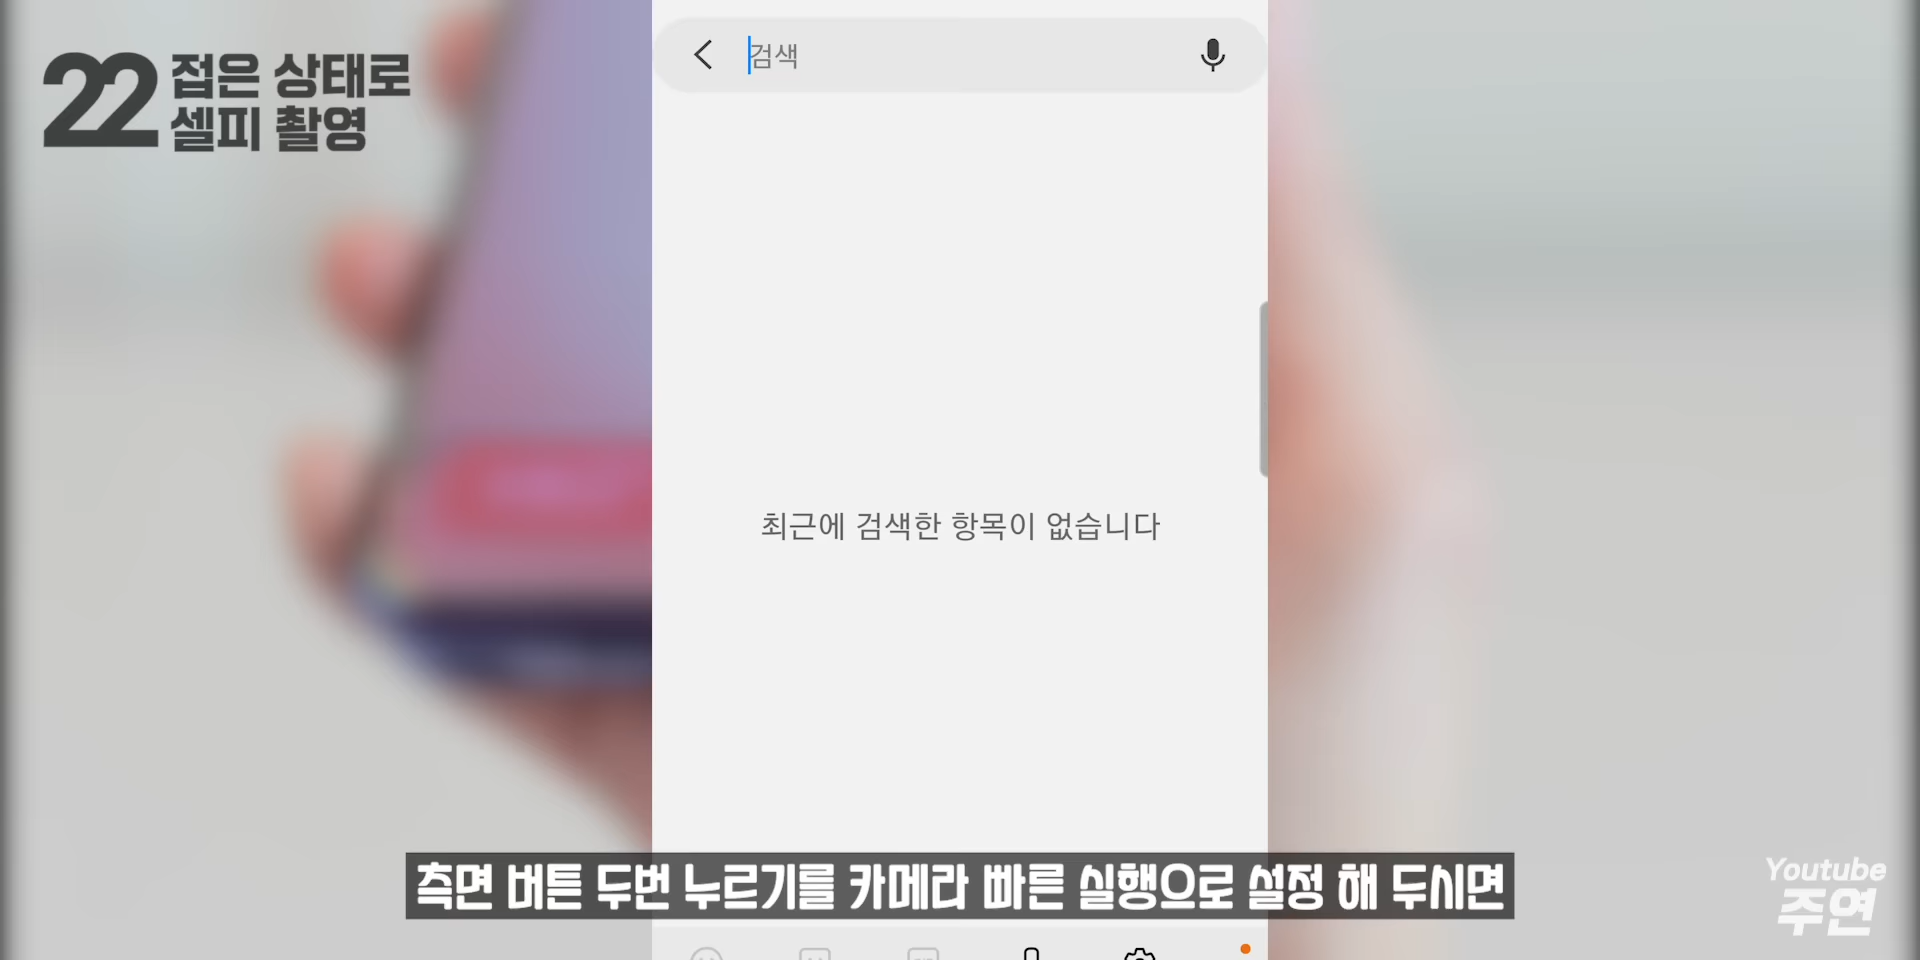 22 접은 상태로
셀피 촬영
검색
최근에 검색한 항목이 없습니다
측면 버튼 두번 누르기를 카메라 빠른 실행으로 설정 해 두시면
Youtube
주연